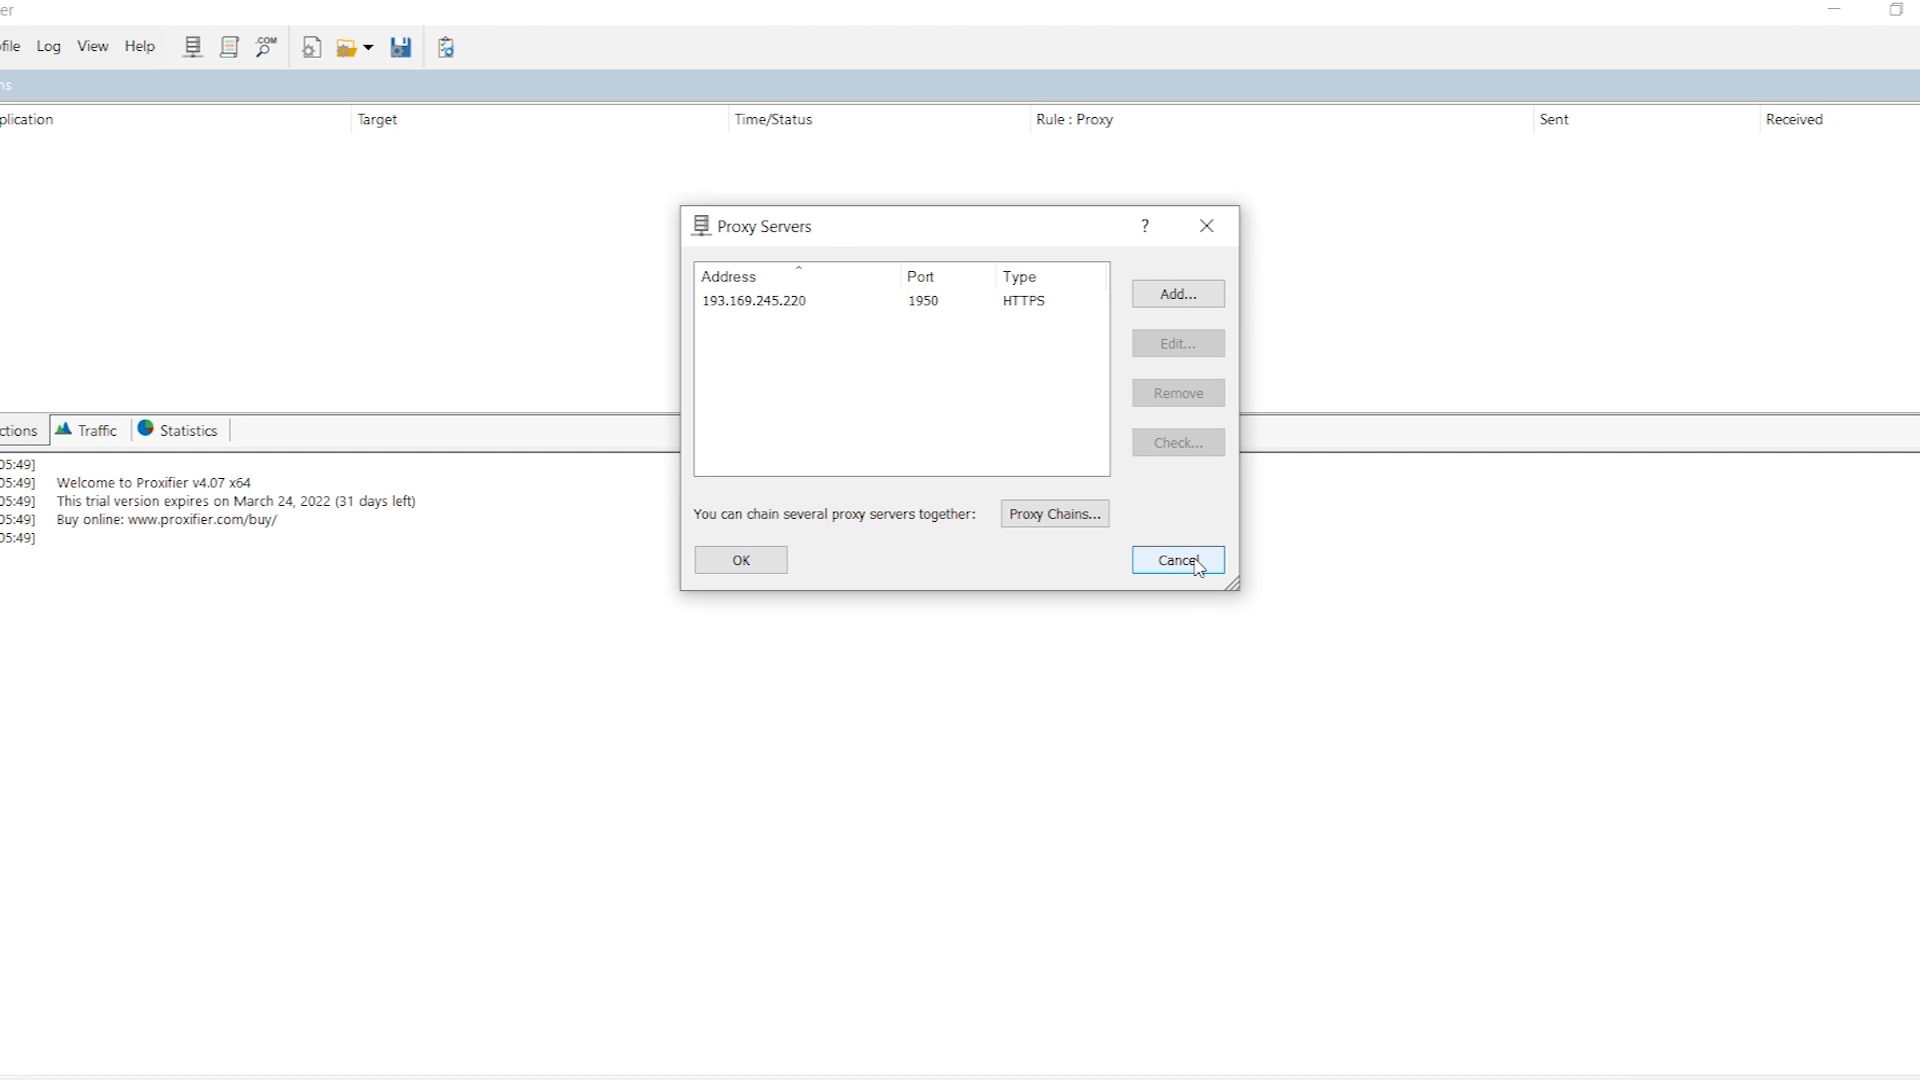 er
file Log View Help .COM
ns
plication Target Time/Status Rule : Proxy Sent Received
Proxy Servers ?
Address Port Type
193.169.245.220 1950 HTTPS
Add...
Edit...
Remove
Check...
You can chain several proxy servers together: Proxy Chains...
OK Cancel
ctions Traffic Statistics
05:49]
05:49] Welcome to Proxifier v4.07 x64
05:49] This trial version expires on March 24, 2022 (31 days left)
05:49] Buy online: www.proxifier.com/buy/
05:49]